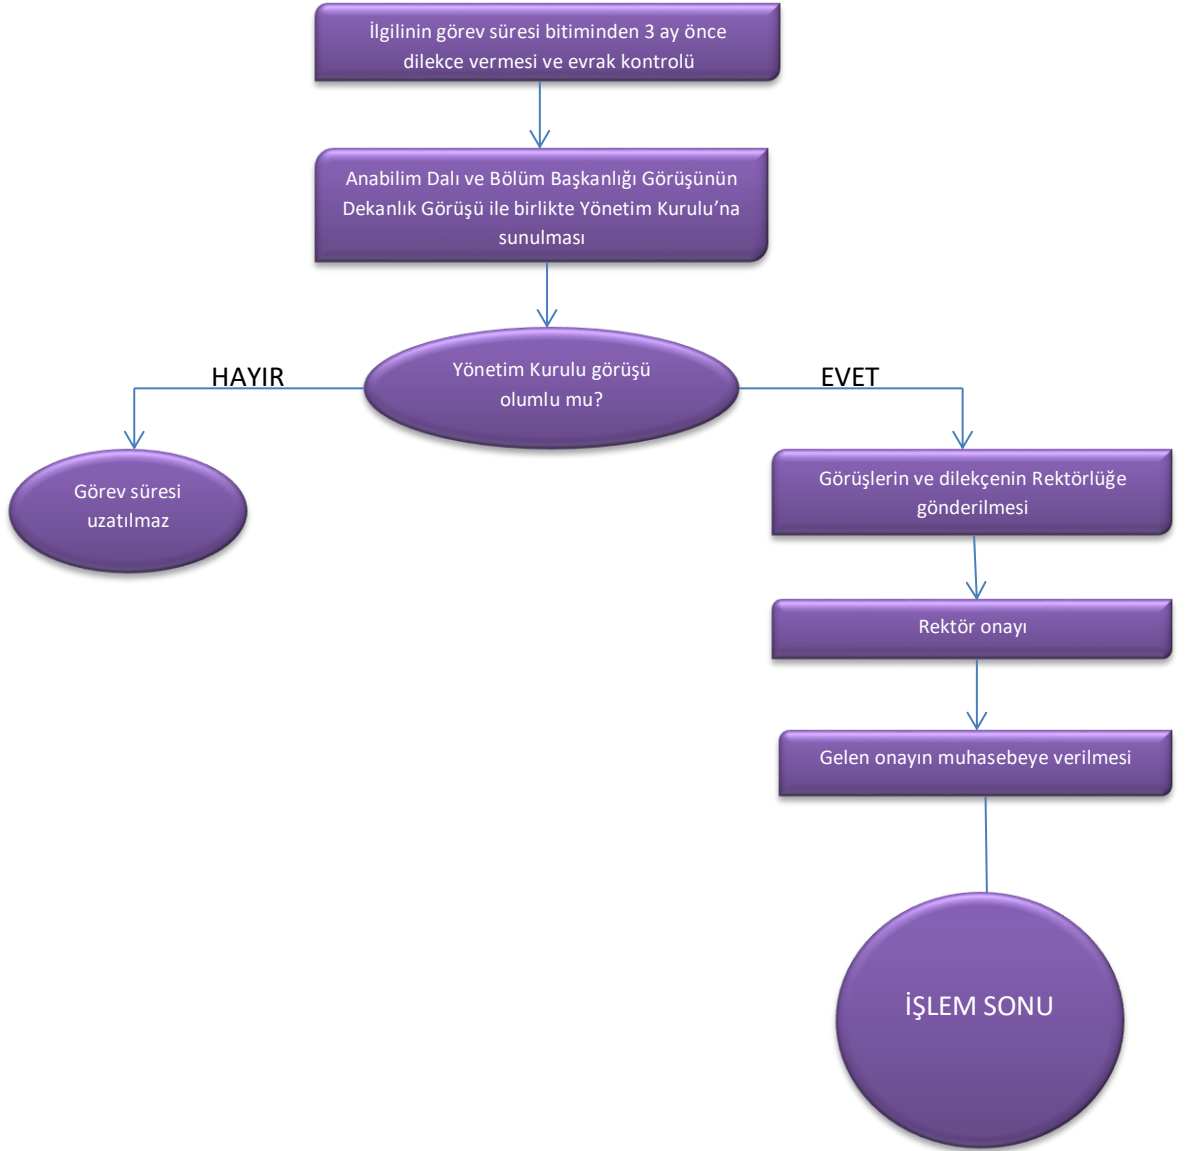 İlgilinin görev süresi bitiminden 3 ay önce
dilekçe vermesi ve evrak kontrolü
Anabilim Dalı ve Bölüm Başkanlığı Görüşünün
Dekanlık Görüşü ile birlikte Yönetim Kurulu’na
sunulması
Yönetim Kurulu görüşü
olumlu mu?
HAYIR
EVET
Görev süresi
uzatılmaz
Görüşlerin ve dilekçenin Rektörlüğe
gönderilmesi
Rektör onayı
Gelen onayın muhasebeye verilmesi
İŞLEM SONU